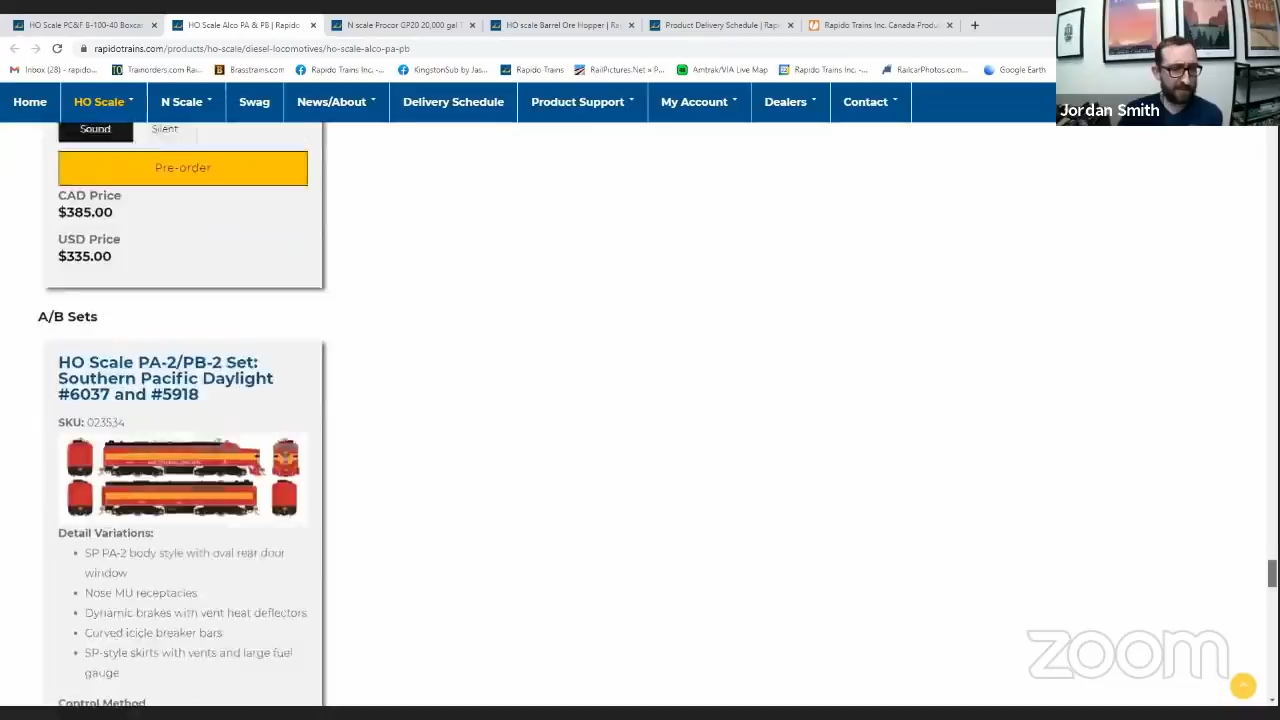 HO Scale PC&F B-100-40 Boxcar
HO Scale Alco PA & PB | Rapido
N scale Procor GP20 20,000 gal T
HO scale Barrel Ore Hopper | Ra
Product Delivery Schedule | Rap
Rapido Trains Inc. Canada Produ
rapidotrains.com/products/ho-scale/diesel-locomotives/ho-scale-alco-pa-pb
Inbox (28) - rapido...
Trainorders.com Rai...
Brasstrains.com
Rapido Trains Inc. -...
KingstonSub by Jas...
Rapido Trains
RailPictures.Net » P...
Amtrak/VIA Live Map
Rapido Trains Inc. -...
RailcarPhotos.com...
Google Earth
Home
HO Scale
N Scale
Swag
News/About
Delivery Schedule
Product Support
My Account
Dealers
Contact
CHIEF
Jordan Smith
Sound
Silent
Pre-order
CAD Price
$385.00
USD Price
$335.00
A/B Sets
HO Scale PA-2/PB-2 Set:
Southern Pacific Daylight
#6037 and #5918
SKU: 023534
Detail Variations:
SP PA-2 body style with oval rear door
window
Nose MU receptacles
Dynamic brakes with vent heat deflectors
Curved icicle breaker bars
SP-style skirts with vents and large fuel
gauge
Control Method
zoom